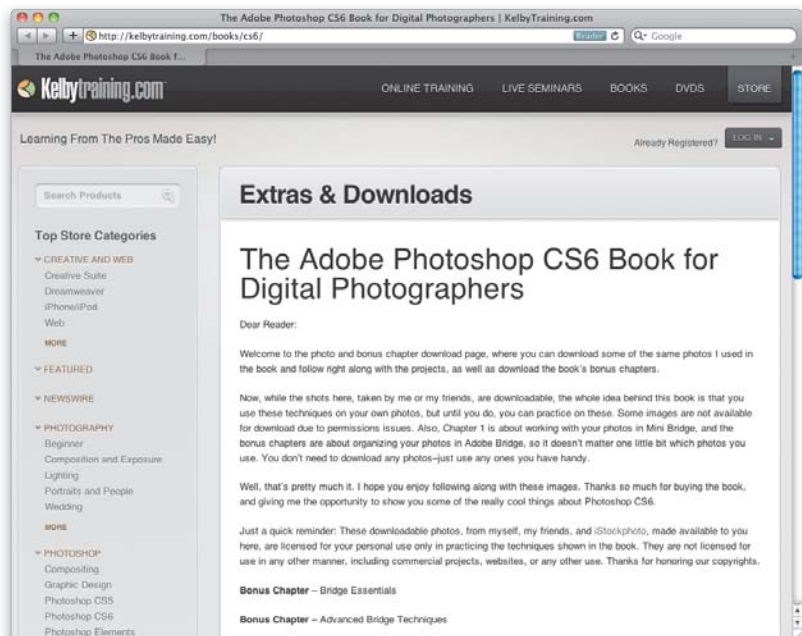 The Adobe Photoshop CS6 Book for Digital Photographers | KelbyTraining.com
http://kelbytraining.com/books/cs6/
Reader
Google
The Adobe Photoshop CS6 Book f...
Kelbytraining.com
ONLINE TRAINING LIVE SEMINARS BOOKS DVDS STORE
Learning From The Pros Made Easy!
Already Registered? LOG IN
Search Products
Top Store Categories
CREATIVE AND WEB
Creative Suite
Dreamweaver
iPhone/iPod
Web
MORE
FEATURED
NEWSWIRE
PHOTOGRAPHY
Beginner
Composition and Exposure
Lighting
Portraits and People
Wedding
MORE
PHOTOSHOP
Compositing
Graphic Design
Photoshop CS5
Photoshop CS6
Photoshop Elements
Extras & Downloads
The Adobe Photoshop CS6 Book for
Digital Photographers
Dear Reader:
Welcome to the photo and bonus chapter download page, where you can download some of the same photos I used in
the book and follow right along with the projects, as well as download the book's bonus chapters.
Now, while the shots here, taken by me or my friends, are downloadable, the whole idea behind this book is that you
use these techniques on your own photos, but until you do, you can practice on these. Some images are not available
for download due to permissions issues. Also, Chapter 1 is about working with your photos in Mini Bridge, and the
bonus chapters are about organizing your photos in Adobe Bridge, so it doesn't matter one little bit which photos you
use. You don't need to download any photos–just use any ones you have handy.
Well, that's pretty much it. I hope you enjoy following along with these images. Thanks so much for buying the book,
and giving me the opportunity to show you some of the really cool things about Photoshop CS6.
Just a quick reminder: These downloadable photos, from myself, my friends, and iStockphoto, made available to you
here, are licensed for your personal use only in practicing the techniques shown in the book. They are not licensed for
use in any other manner, including commercial projects, websites, or any other use. Thanks for honoring our copyrights.
Bonus Chapter – Bridge Essentials
Bonus Chapter – Advanced Bridge Techniques